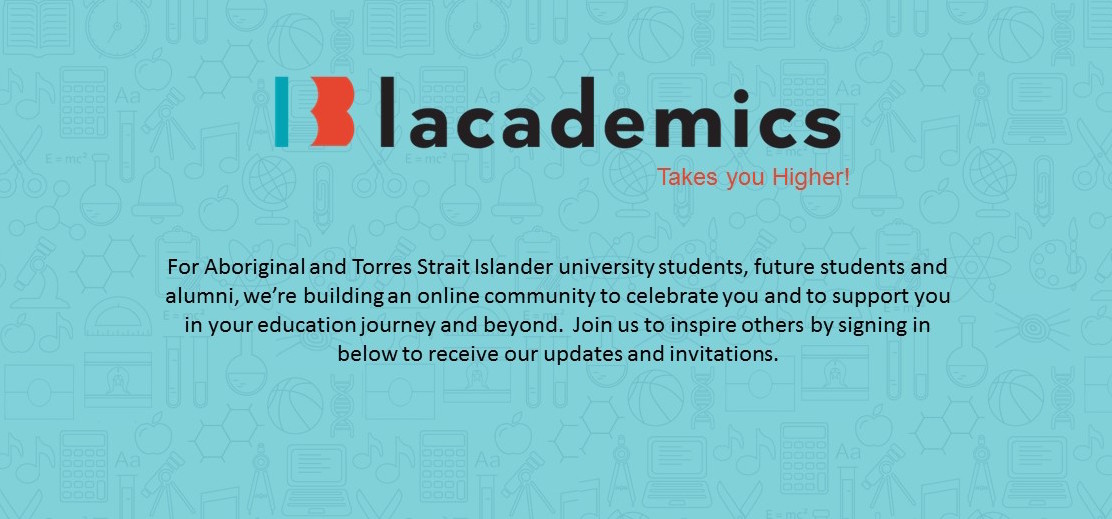 Blacademics
Takes you Higher!
For Aboriginal and Torres Strait Islander university students, future students and
alumni, we’re building an online community to celebrate you and to support you
in your education journey and beyond.  Join us to inspire others by signing in
below to receive our updates and invitations.